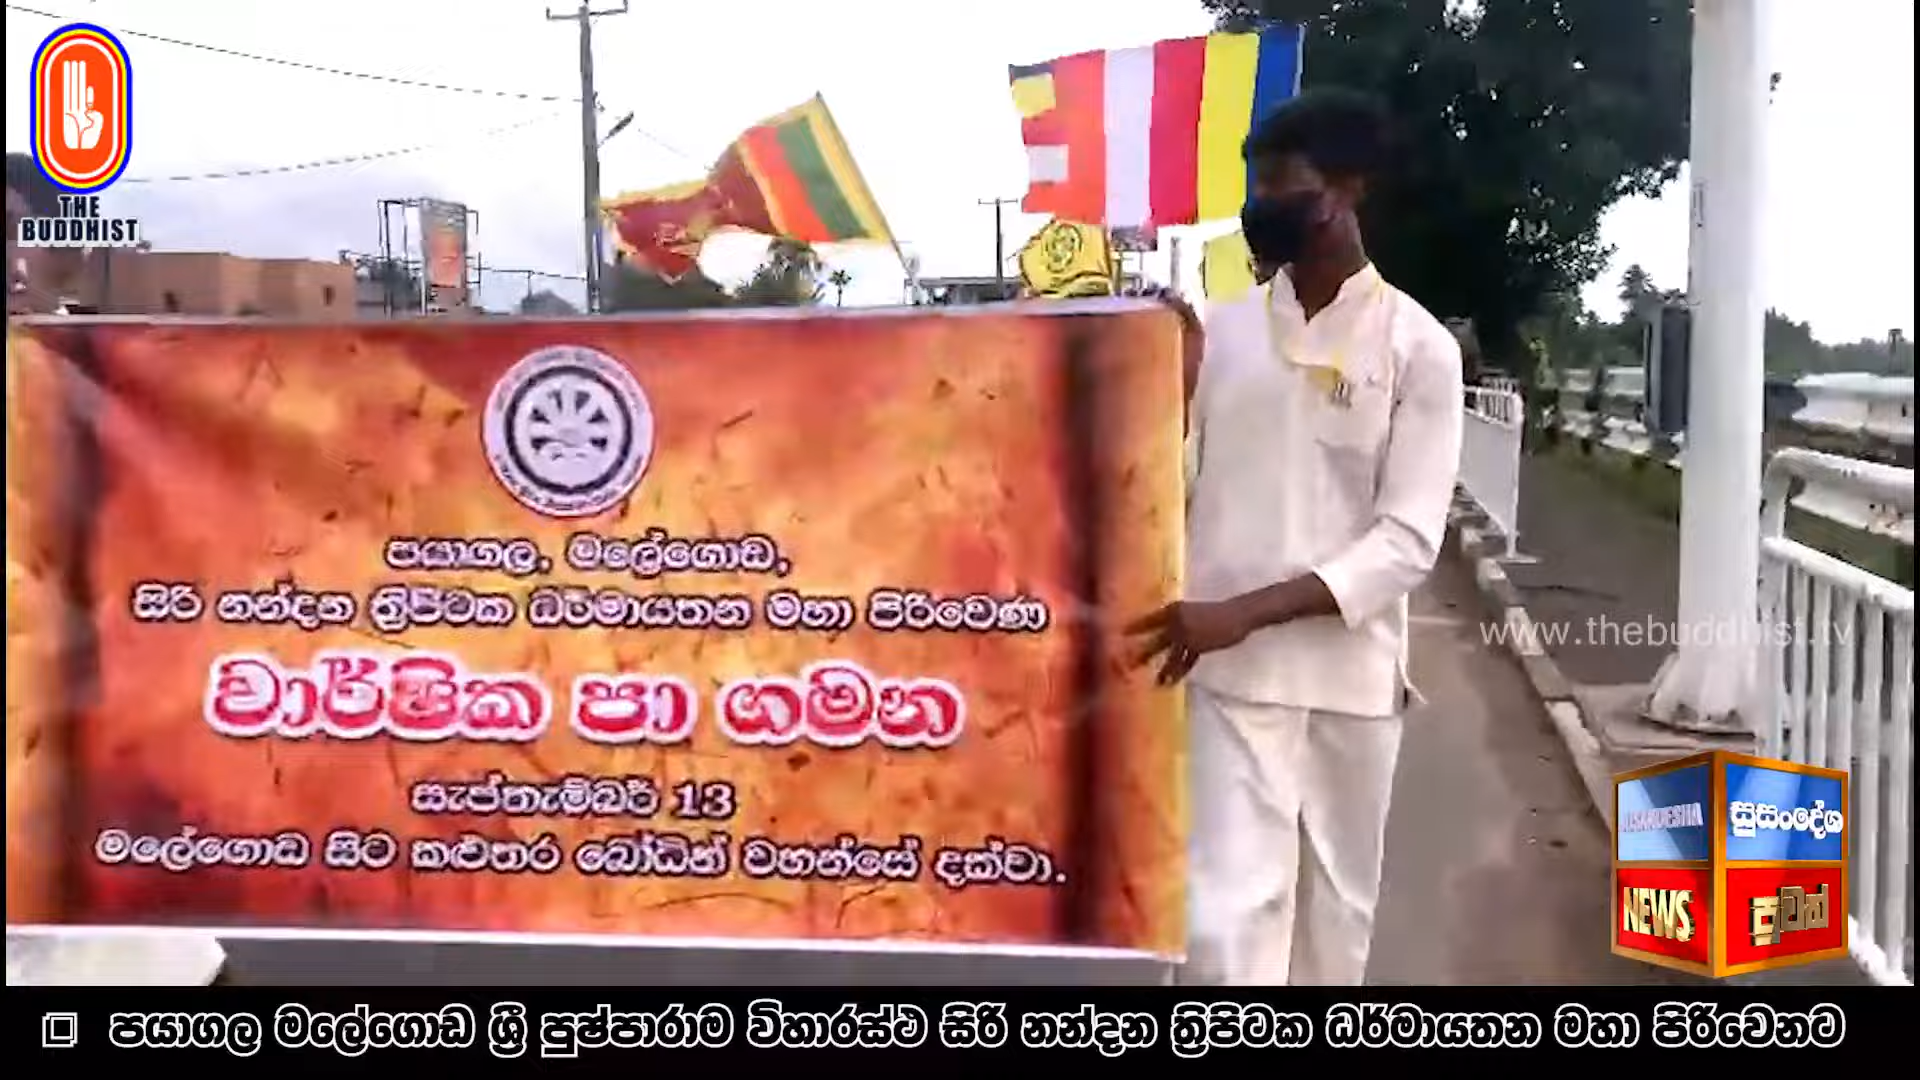 THE
BUDDHIST
පයාගල, මලේගොඩ,
සිරි නන්දන ත්‍රිපිටක ධර්මායතන මහා පිරිවෙණ
වාර්ෂික පා ගමන
සැප්තැම්බර් 13
මලේගොඩ සිට කළුතර බෝධින් වහන්සේ දක්වා.
www.thebuddhist.tv
සුසංදේශ
NEWS
පුවත්
පයාගල මලේගොඩ ශ්‍රී පුෂ්පාරාම විහාරස්ථ සිරි නන්දන ත්‍රිපිටක ධර්මායතන මහා පිරිවෙනට